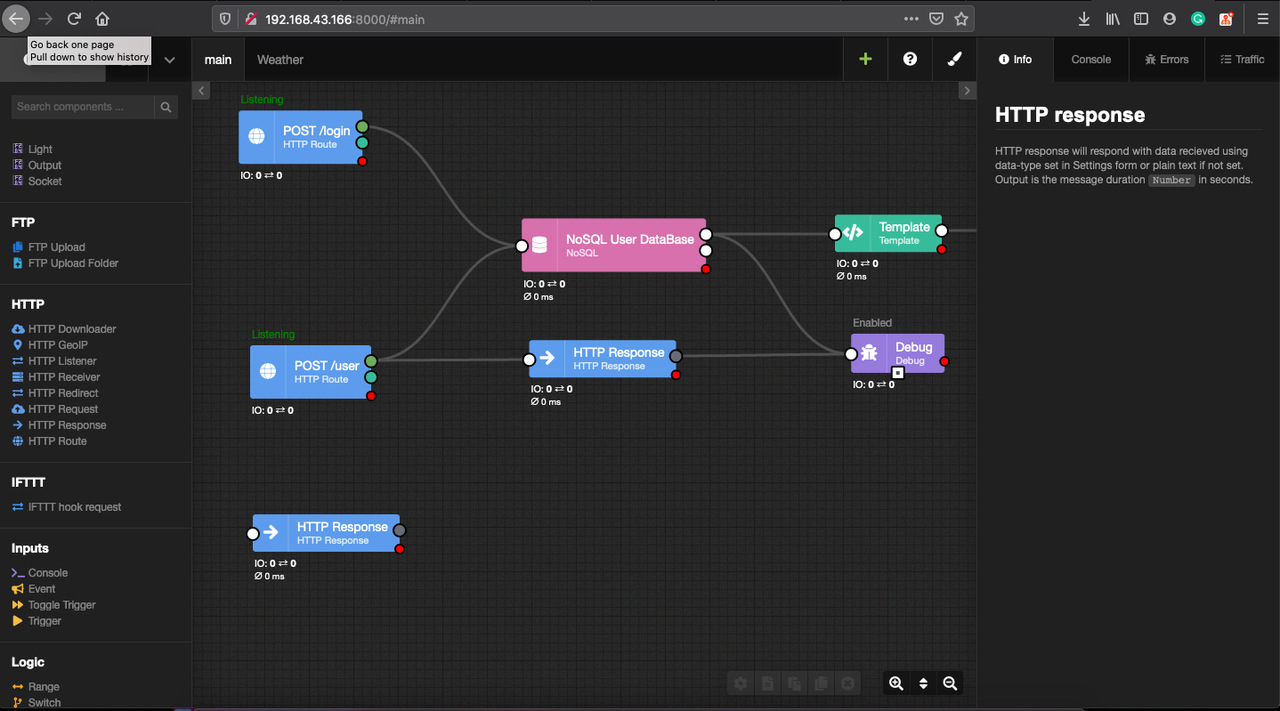 192.168.43.166:8000/#main
Go back one page
Pull down to show history
main
Weather
Info
Console
Errors
Traffic
Search components ...
Light
Output
Socket
FTP
FTP Upload
FTP Upload Folder
HTTP
HTTP Downloader
HTTP GeoIP
HTTP Listener
HTTP Receiver
HTTP Redirect
HTTP Request
HTTP Response
HTTP Route
IFTTT
IFTTT hook request
Inputs
Console
Event
Toggle Trigger
Trigger
Logic
Range
Switch
Listening
POST /login
HTTP Route
IO: 0 ⇄ 0
NoSQL User DataBase
NoSQL
IO: 0 ⇄ 0
Ø 0 ms
Template
Template
IO: 0 ⇄ 0
Ø 0 ms
Listening
POST /user
HTTP Route
IO: 0 ⇄ 0
HTTP Response
HTTP Response
IO: 0 ⇄ 0
Ø 0 ms
Enabled
Debug
Debug
IO: 0 ⇄ 0
HTTP Response
HTTP Response
IO: 0 ⇄ 0
Ø 0 ms
HTTP response
HTTP response will respond with data recieved using
data-type set in Settings form or plain text if not set.
Output is the message duration Number in seconds.